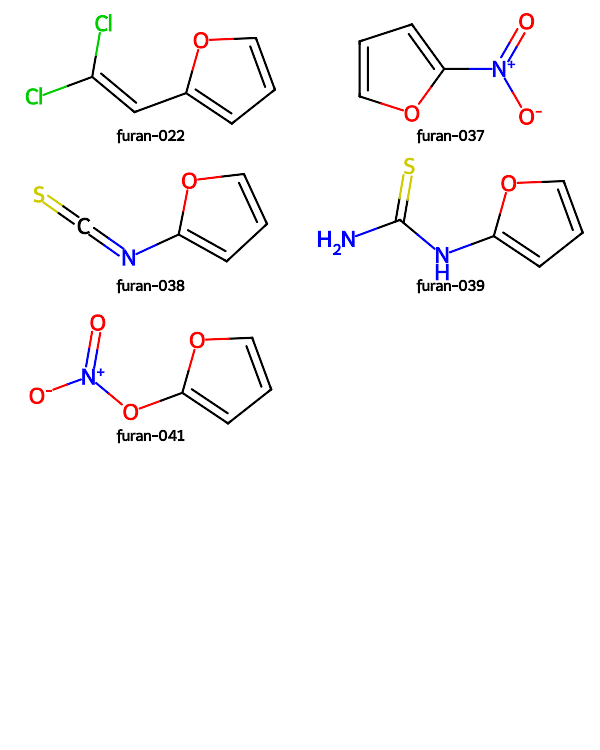 Cl
Cl
O
furan-022
O
N+
O
O-
furan-037
S
C
N
O
furan-038
S
H2N
N
H
O
furan-039
O
N+
O-
O
O
furan-041